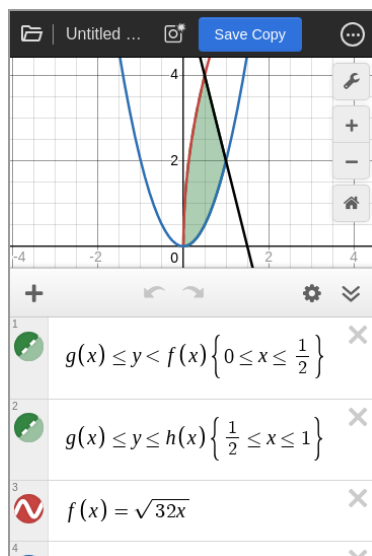 Untitled ... Save Copy
4
2
-4 -2 0 2 4
1
g(x) ≤ y < f(x) {0 ≤ x ≤ 1/2}
2
g(x) ≤ y ≤ h(x) {1/2 ≤ x ≤ 1}
3
f(x) = √32x
4